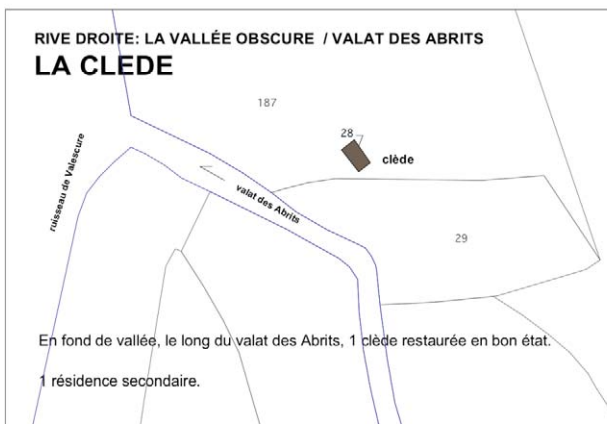 RIVE DROITE: LA VALLÉE OBSCURE / VALAT DES ABRITS
LA CLEDE
187
28
clède
ruisseau de Valescure
valat des Abrits
29
En fond de vallée, le long du valat des Abrits, 1 clède restaurée en bon état.
1 résidence secondaire.